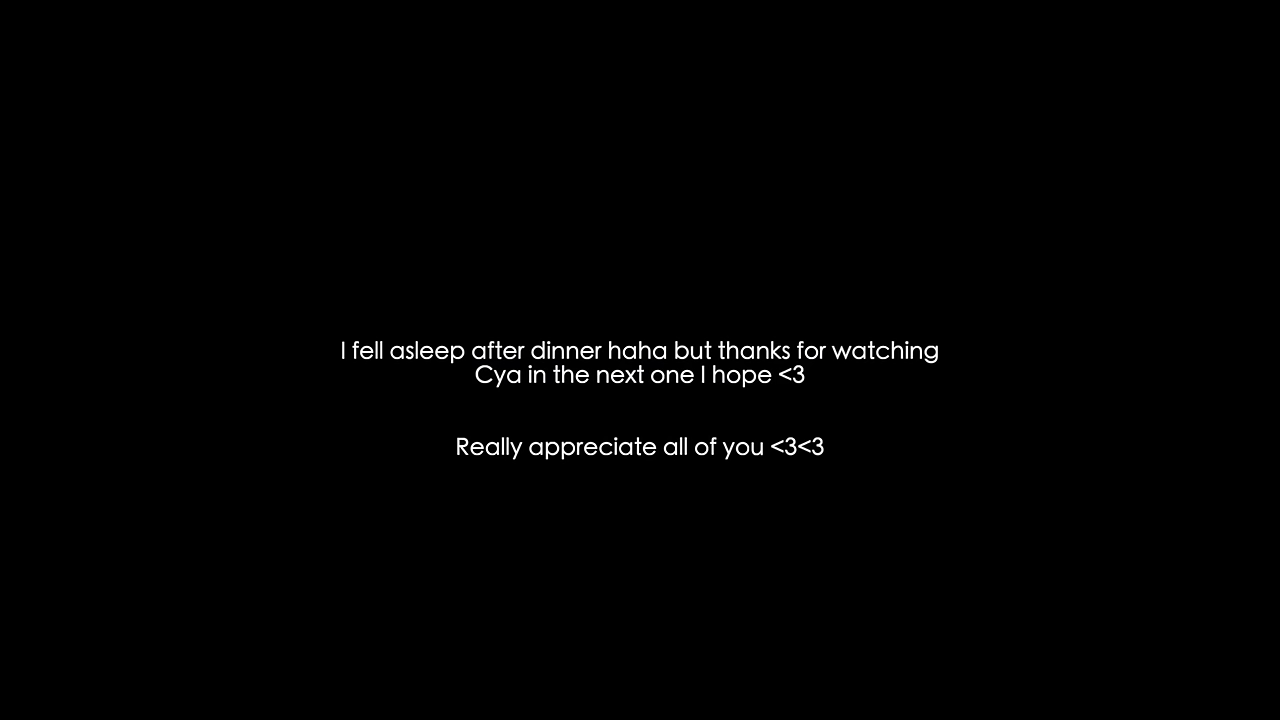 I fell asleep after dinner haha but thanks for watching
Cya in the next one I hope <3
Really appreciate all of you <3<3